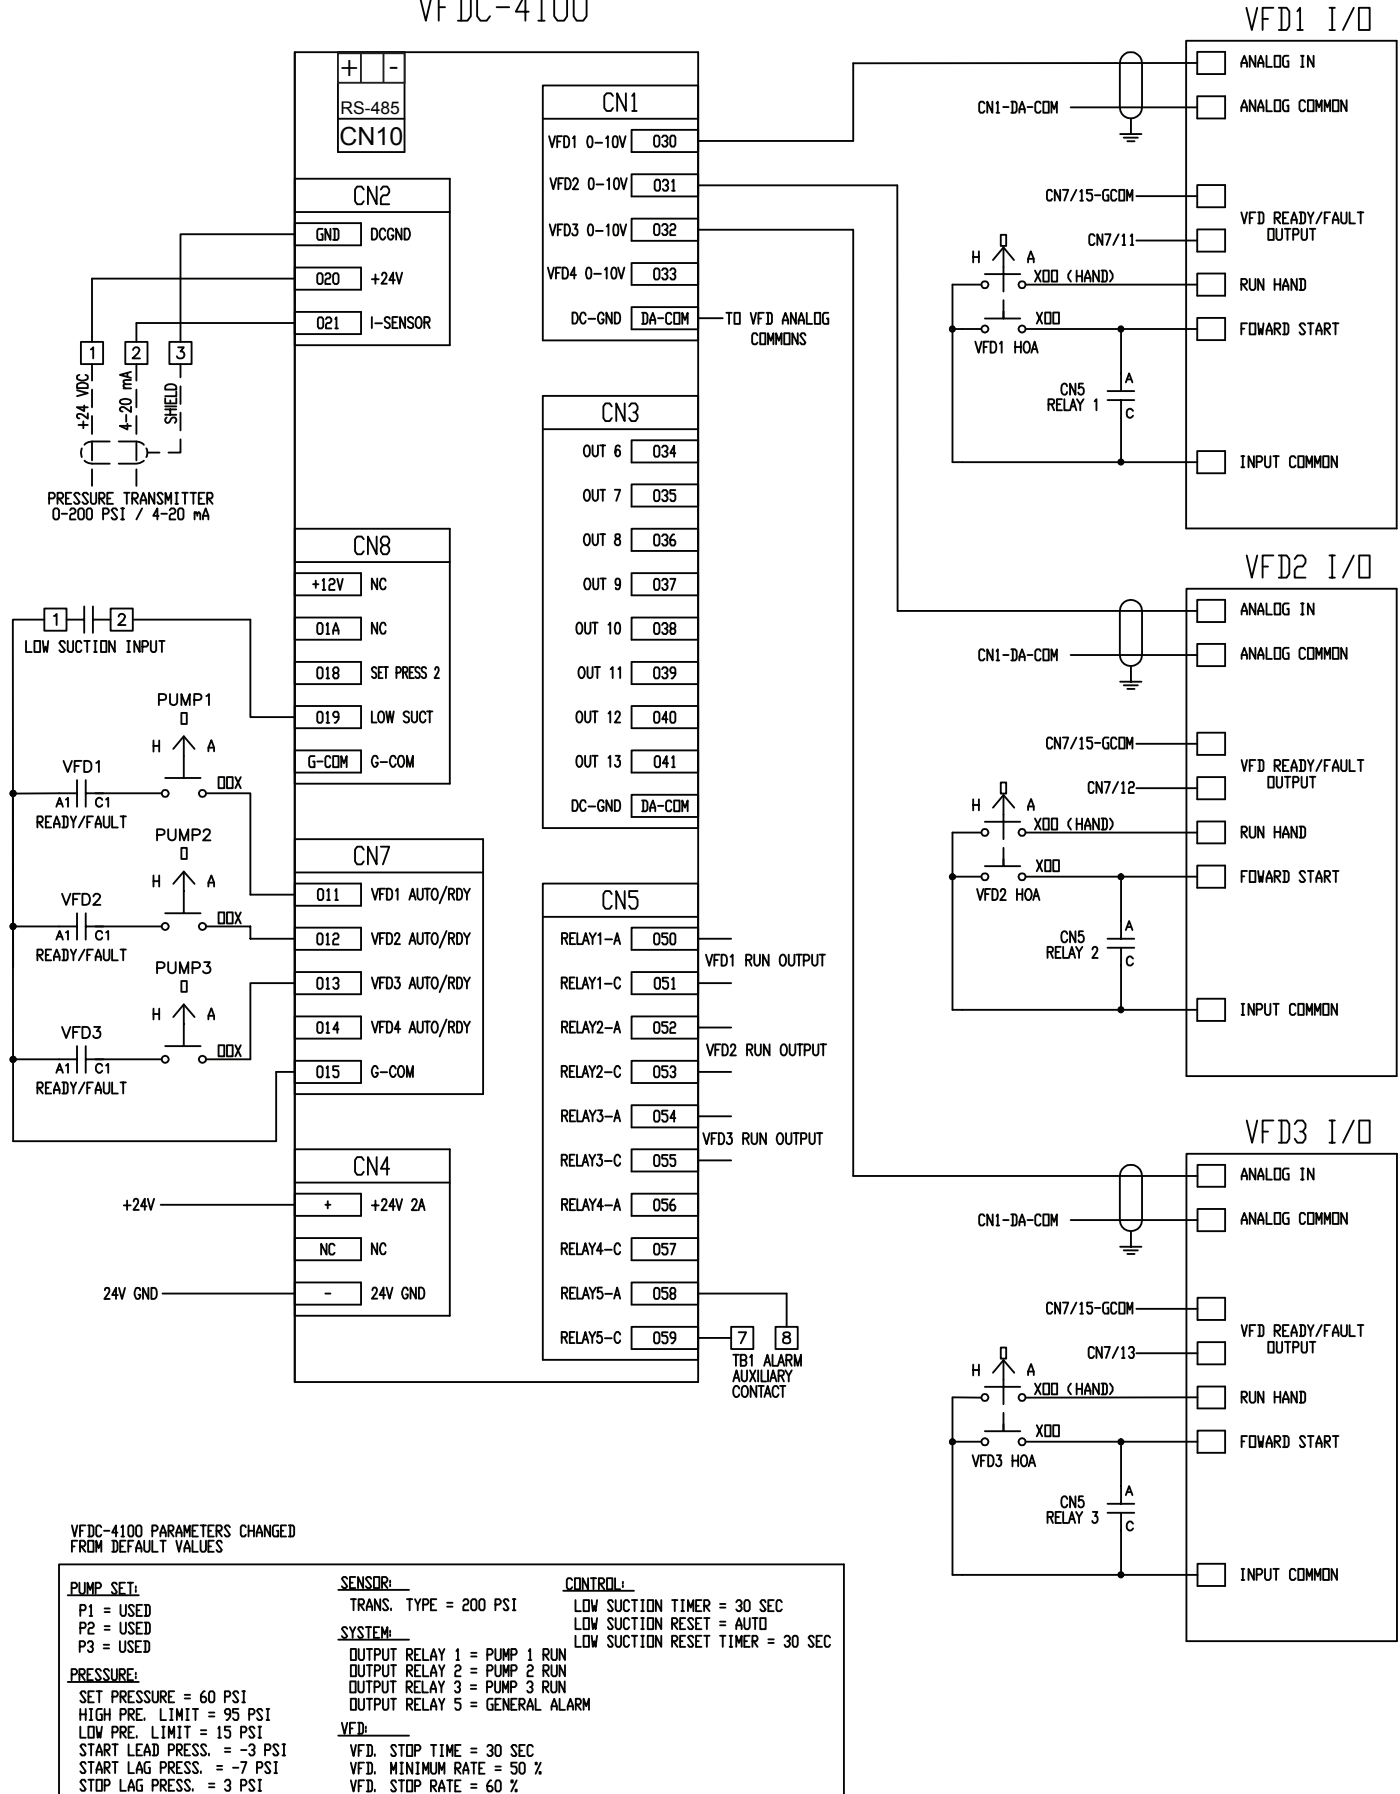 VFDC-4100
+ -
RS-485
CN10
CN2
GND DCGND
020 +24V
021 I-SENSOR
1 2 3
+24 VDC
4-20 mA
SHIELD
PRESSURE TRANSMITTER
0-200 PSI / 4-20 mA
CN8
+12V NC
01A NC
018 SET PRESS 2
019 LOW SUCT
G-COM G-COM
1 2
LOW SUCTION INPUT
PUMP1
H A
VFD1
OOX
A1 C1
READY/FAULT
PUMP2
H A
VFD2
OOX
A1 C1
READY/FAULT
PUMP3
H A
VFD3
OOX
A1 C1
READY/FAULT
CN7
011 VFD1 AUTO/RDY
012 VFD2 AUTO/RDY
013 VFD3 AUTO/RDY
014 VFD4 AUTO/RDY
015 G-COM
CN4
+24V + +24V 2A
NC NC
24V GND - 24V GND
CN1
VFD1 0-10V 030
VFD2 0-10V 031
VFD3 0-10V 032
VFD4 0-10V 033
DC-GND DA-COM
TO VFD ANALOG
COMMONS
CN3
OUT 6 034
OUT 7 035
OUT 8 036
OUT 9 037
OUT 10 038
OUT 11 039
OUT 12 040
OUT 13 041
DC-GND DA-COM
CN5
RELAY1-A 050
VFD1 RUN OUTPUT
RELAY1-C 051
RELAY2-A 052
VFD2 RUN OUTPUT
RELAY2-C 053
RELAY3-A 054
VFD3 RUN OUTPUT
RELAY3-C 055
RELAY4-A 056
RELAY4-C 057
RELAY5-A 058
RELAY5-C 059
7 8
TB1 ALARM
AUXILIARY
CONTACT
VFD1 I/O
ANALOG IN
CN1-DA-COM ANALOG COMMON
CN7/15-GCOM
VFD READY/FAULT
OUTPUT
CN7/11
H A
XOO (HAND) RUN HAND
XOO FOWARD START
VFD1 HOA
CN5
RELAY 1
A
C
INPUT COMMON
VFD2 I/O
ANALOG IN
CN1-DA-COM ANALOG COMMON
CN7/15-GCOM
VFD READY/FAULT
OUTPUT
CN7/12
H A
XOO (HAND) RUN HAND
XOO FOWARD START
VFD2 HOA
CN5
RELAY 2
A
C
INPUT COMMON
VFD3 I/O
ANALOG IN
CN1-DA-COM ANALOG COMMON
CN7/15-GCOM
VFD READY/FAULT
OUTPUT
CN7/13
H A
XOO (HAND) RUN HAND
XOO FOWARD START
VFD3 HOA
CN5
RELAY 3
A
C
INPUT COMMON
VFDC-4100 PARAMETERS CHANGED
FROM DEFAULT VALUES
PUMP SET:
P1 = USED
P2 = USED
P3 = USED
PRESSURE:
SET PRESSURE = 60 PSI
HIGH PRE. LIMIT = 95 PSI
LOW PRE. LIMIT = 15 PSI
START LEAD PRESS. = -3 PSI
START LAG PRESS. = -7 PSI
STOP LAG PRESS. = 3 PSI
SENSOR:
TRANS. TYPE = 200 PSI
SYSTEM:
OUTPUT RELAY 1 = PUMP 1 RUN
OUTPUT RELAY 2 = PUMP 2 RUN
OUTPUT RELAY 3 = PUMP 3 RUN
OUTPUT RELAY 5 = GENERAL ALARM
VFD:
VFD. STOP TIME = 30 SEC
VFD. MINIMUM RATE = 50 %
VFD. STOP RATE = 60 %
CONTROL:
LOW SUCTION TIMER = 30 SEC
LOW SUCTION RESET = AUTO
LOW SUCTION RESET TIMER = 30 SEC